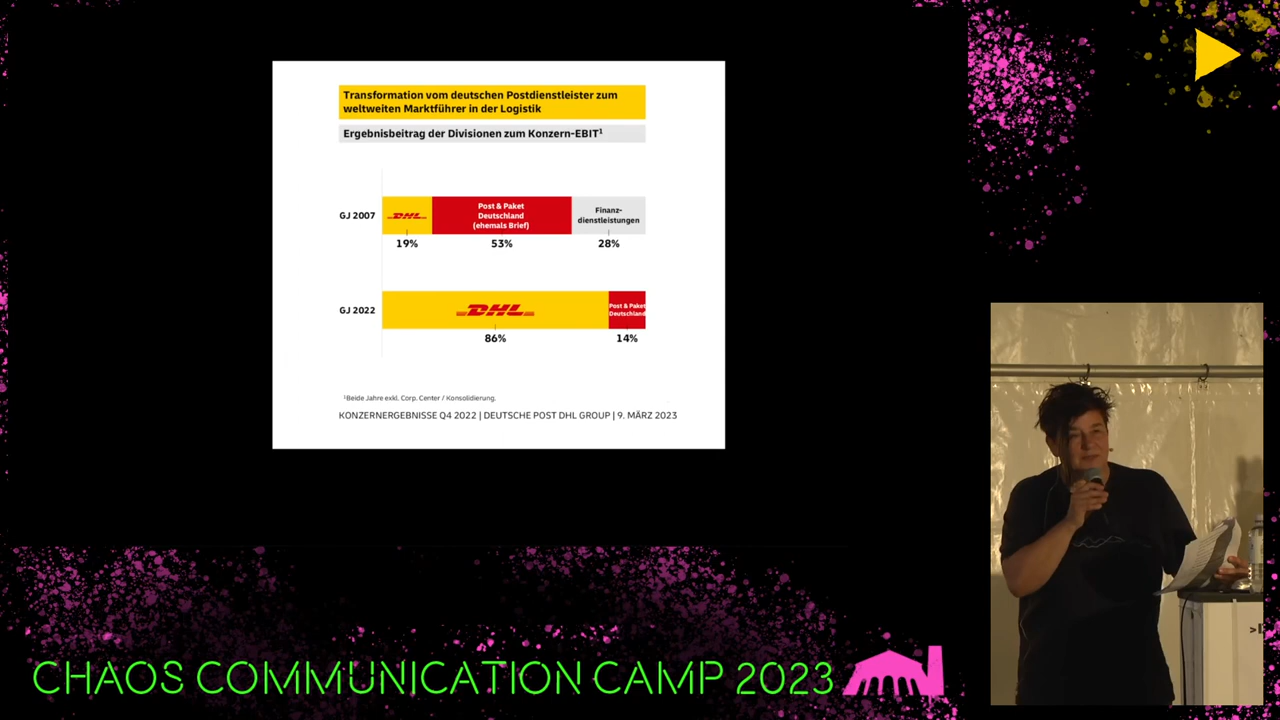 Transformation vom deutschen Postdienstleister zum
weltweiten Marktführer in der Logistik
Ergebnisbeitrag der Divisionen zum Konzern-EBIT¹
GJ 2007
DHL
Post & Paket
Deutschland
(ehemals Brief)
Finanz-
dienstleistungen
19%
53%
28%
GJ 2022
DHL
Post & Paket
Deutschland
86%
14%
¹Beide Jahre exkl. Corp. Center / Konsolidierung.
KONZERNERGEBNISSE Q4 2022 | DEUTSCHE POST DHL GROUP | 9. MÄRZ 2023
CHAOS COMMUNICATION CAMP 2023